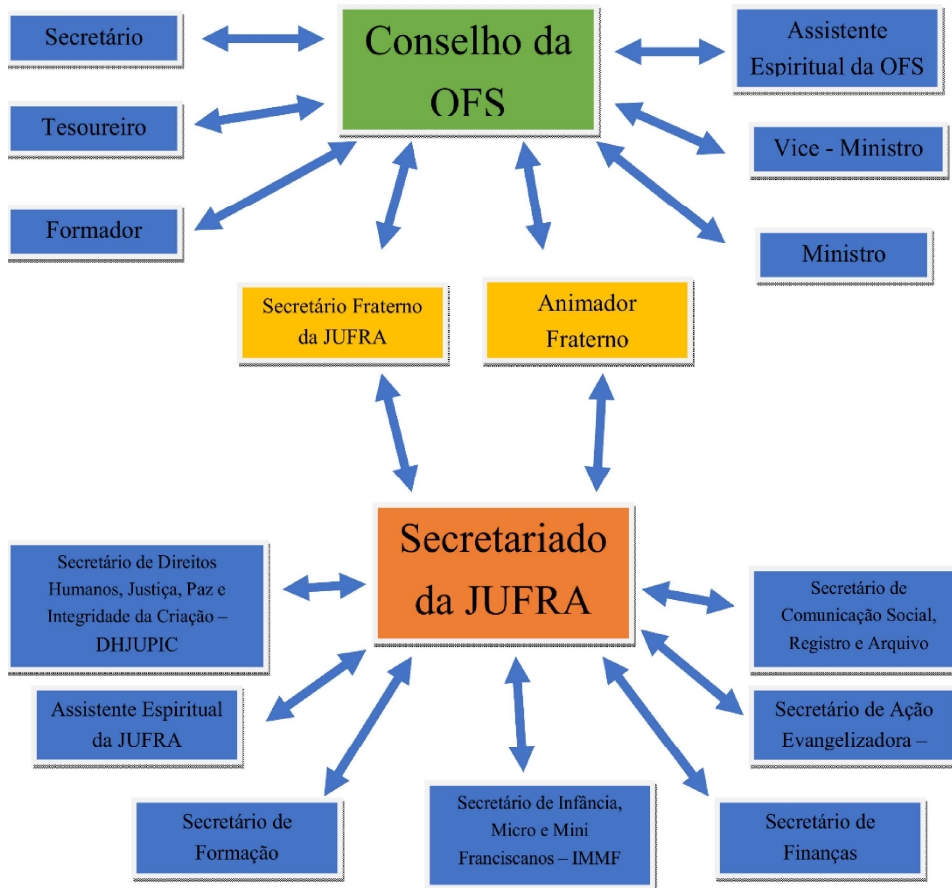 Secretário
Conselho da
OFS
Assistente
Espiritual da OFS
Tesoureiro
Vice - Ministro
Formador
Ministro
Secretário Fraterno
da JUFRA
Animador
Fraterno
Secretariado
da JUFRA
Secretário de Direitos
Humanos, Justiça, Paz e
Integridade da Criação –
DHJUPIC
Secretário de
Comunicação Social,
Registro e Arquivo
Assistente Espiritual
da JUFRA
Secretário de Ação
Evangelizadora –
Secretário de
Formação
Secretário de Infância,
Micro e Mini
Franciscanos – IMMF
Secretário de
Finanças